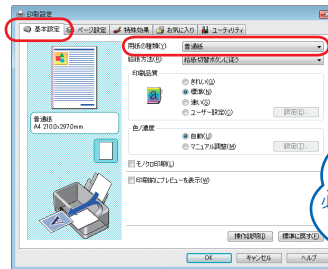 印刷設定
基本設定 ページ設定 特殊効果 お気に入り ユーティリティ
用紙の種類(Y): 普通紙
給紙方法(R): 給紙切替ボタンに従う
印刷品質
きれい(G)
標準(N)
速い(S)
ユーザー設定(C) 設定(E)...
普通紙
A4 210.0x297.0mm
色/濃度
自動(U)
マニュアル調整(M) 設定(T)...
モノクロ印刷(L)
印刷前にプレビューを表示(W)
操作説明(I) 標準に戻す(F)
OK キャンセル ヘルプ